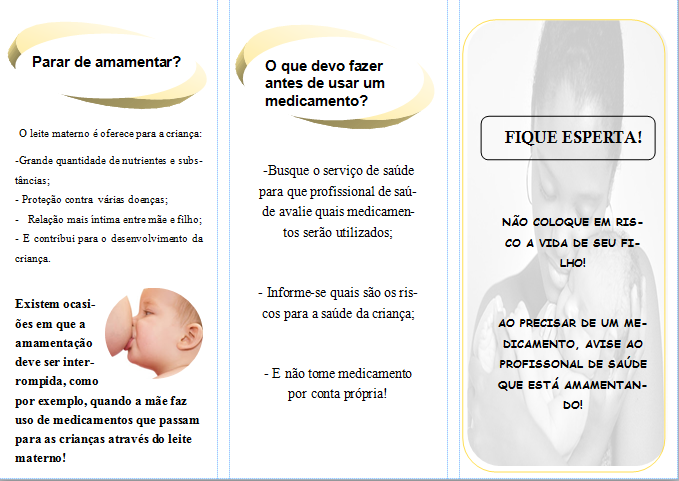 Parar de amamentar?
O leite materno é oferece para a criança:
-Grande quantidade de nutrientes e subs-
tâncias;
- Proteção contra várias doenças;
- Relação mais íntima entre mãe e filho;
- E contribui para o desenvolvimento da
criança.
Existem ocasi-
ões em que a
amamentação
deve ser inter-
rompida, como
por exemplo, quando a mãe faz
uso de medicamentos que passam
para as crianças através do leite
materno!
O que devo fazer
antes de usar um
medicamento?
-Busque o serviço de saúde
para que profissional de saú-
de avalie quais medicamen-
tos serão utilizados;
- Informe-se quais são os ris-
cos para a saúde da criança;
- E não tome medicamento
por conta própria!
FIQUE ESPERTA!
NÃO COLOQUE EM RIS-
CO A VIDA DE SEU FI-
LHO!
AO PRECISAR DE UM ME-
DICAMENTO, AVISE AO
PROFISSONAL DE SAÚDE
QUE ESTÁ AMAMENTAN-
DO!